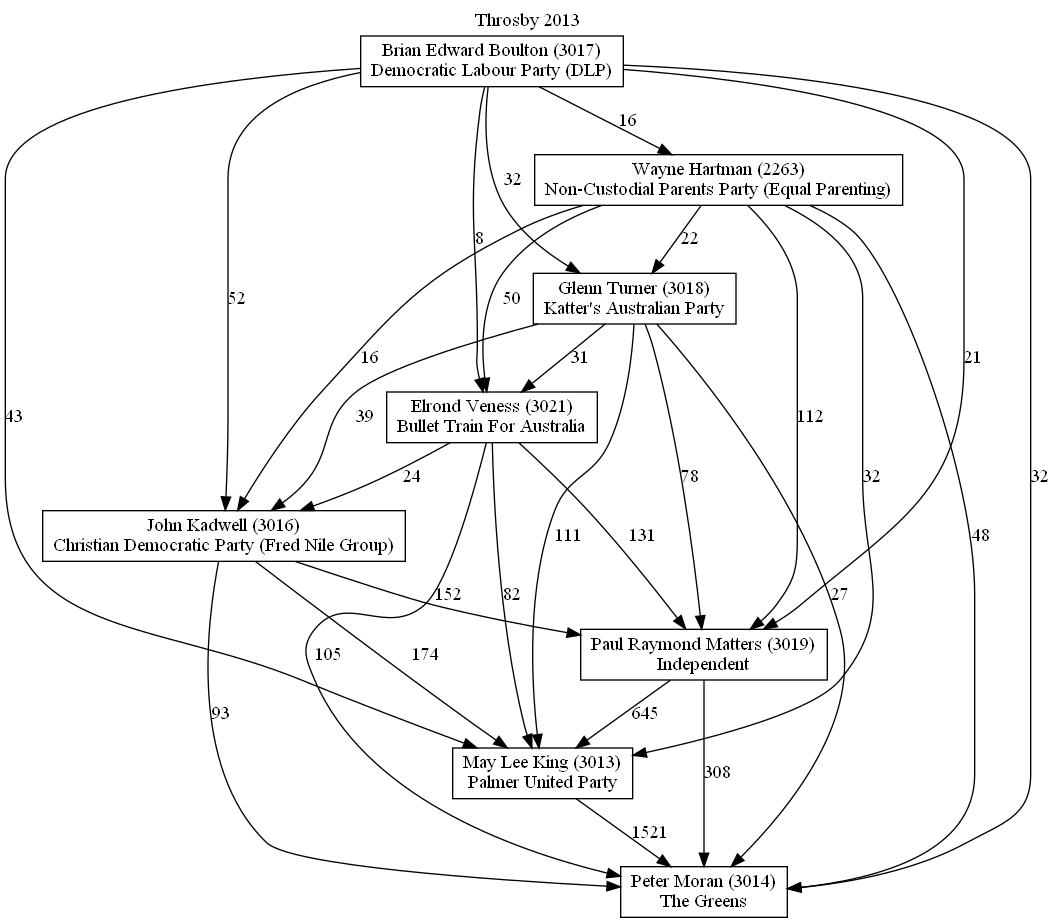 Throsby 2013
Brian Edward Boulton (3017)
Democratic Labour Party (DLP)
16
Wayne Hartman (2263)
Non-Custodial Parents Party (Equal Parenting)
32
8
22
Glenn Turner (3018)
Katter's Australian Party
52
50
16
31
21
39
112
Elrond Veness (3021)
Bullet Train For Australia
43
24
78
32
32
John Kadwell (3016)
Christian Democratic Party (Fred Nile Group)
111
131
48
152
82
27
Paul Raymond Matters (3019)
Independent
105
174
93
645
May Lee King (3013)
Palmer United Party
308
1521
Peter Moran (3014)
The Greens